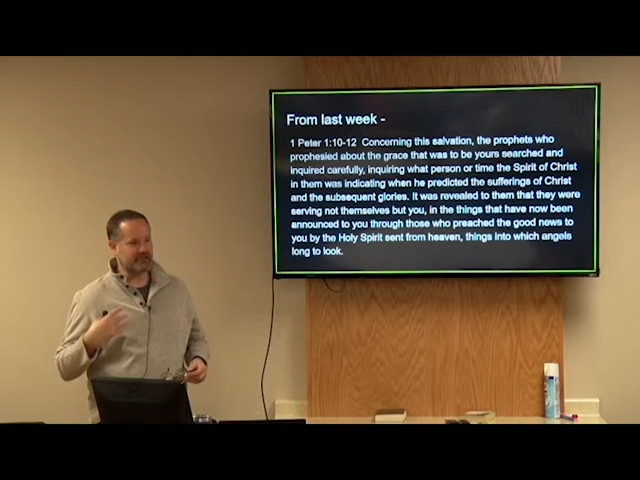 From last week -
1 Peter 1:10-12 Concerning this salvation, the prophets who
prophesied about the grace that was to be yours searched and
inquired carefully, inquiring what person or time the Spirit of Christ
in them was indicating when he predicted the sufferings of Christ
and the subsequent glories. It was revealed to them that they were
serving not themselves but you, in the things that have now been
announced to you through those who preached the good news to
you by the Holy Spirit sent from heaven, things into which angels
long to look.